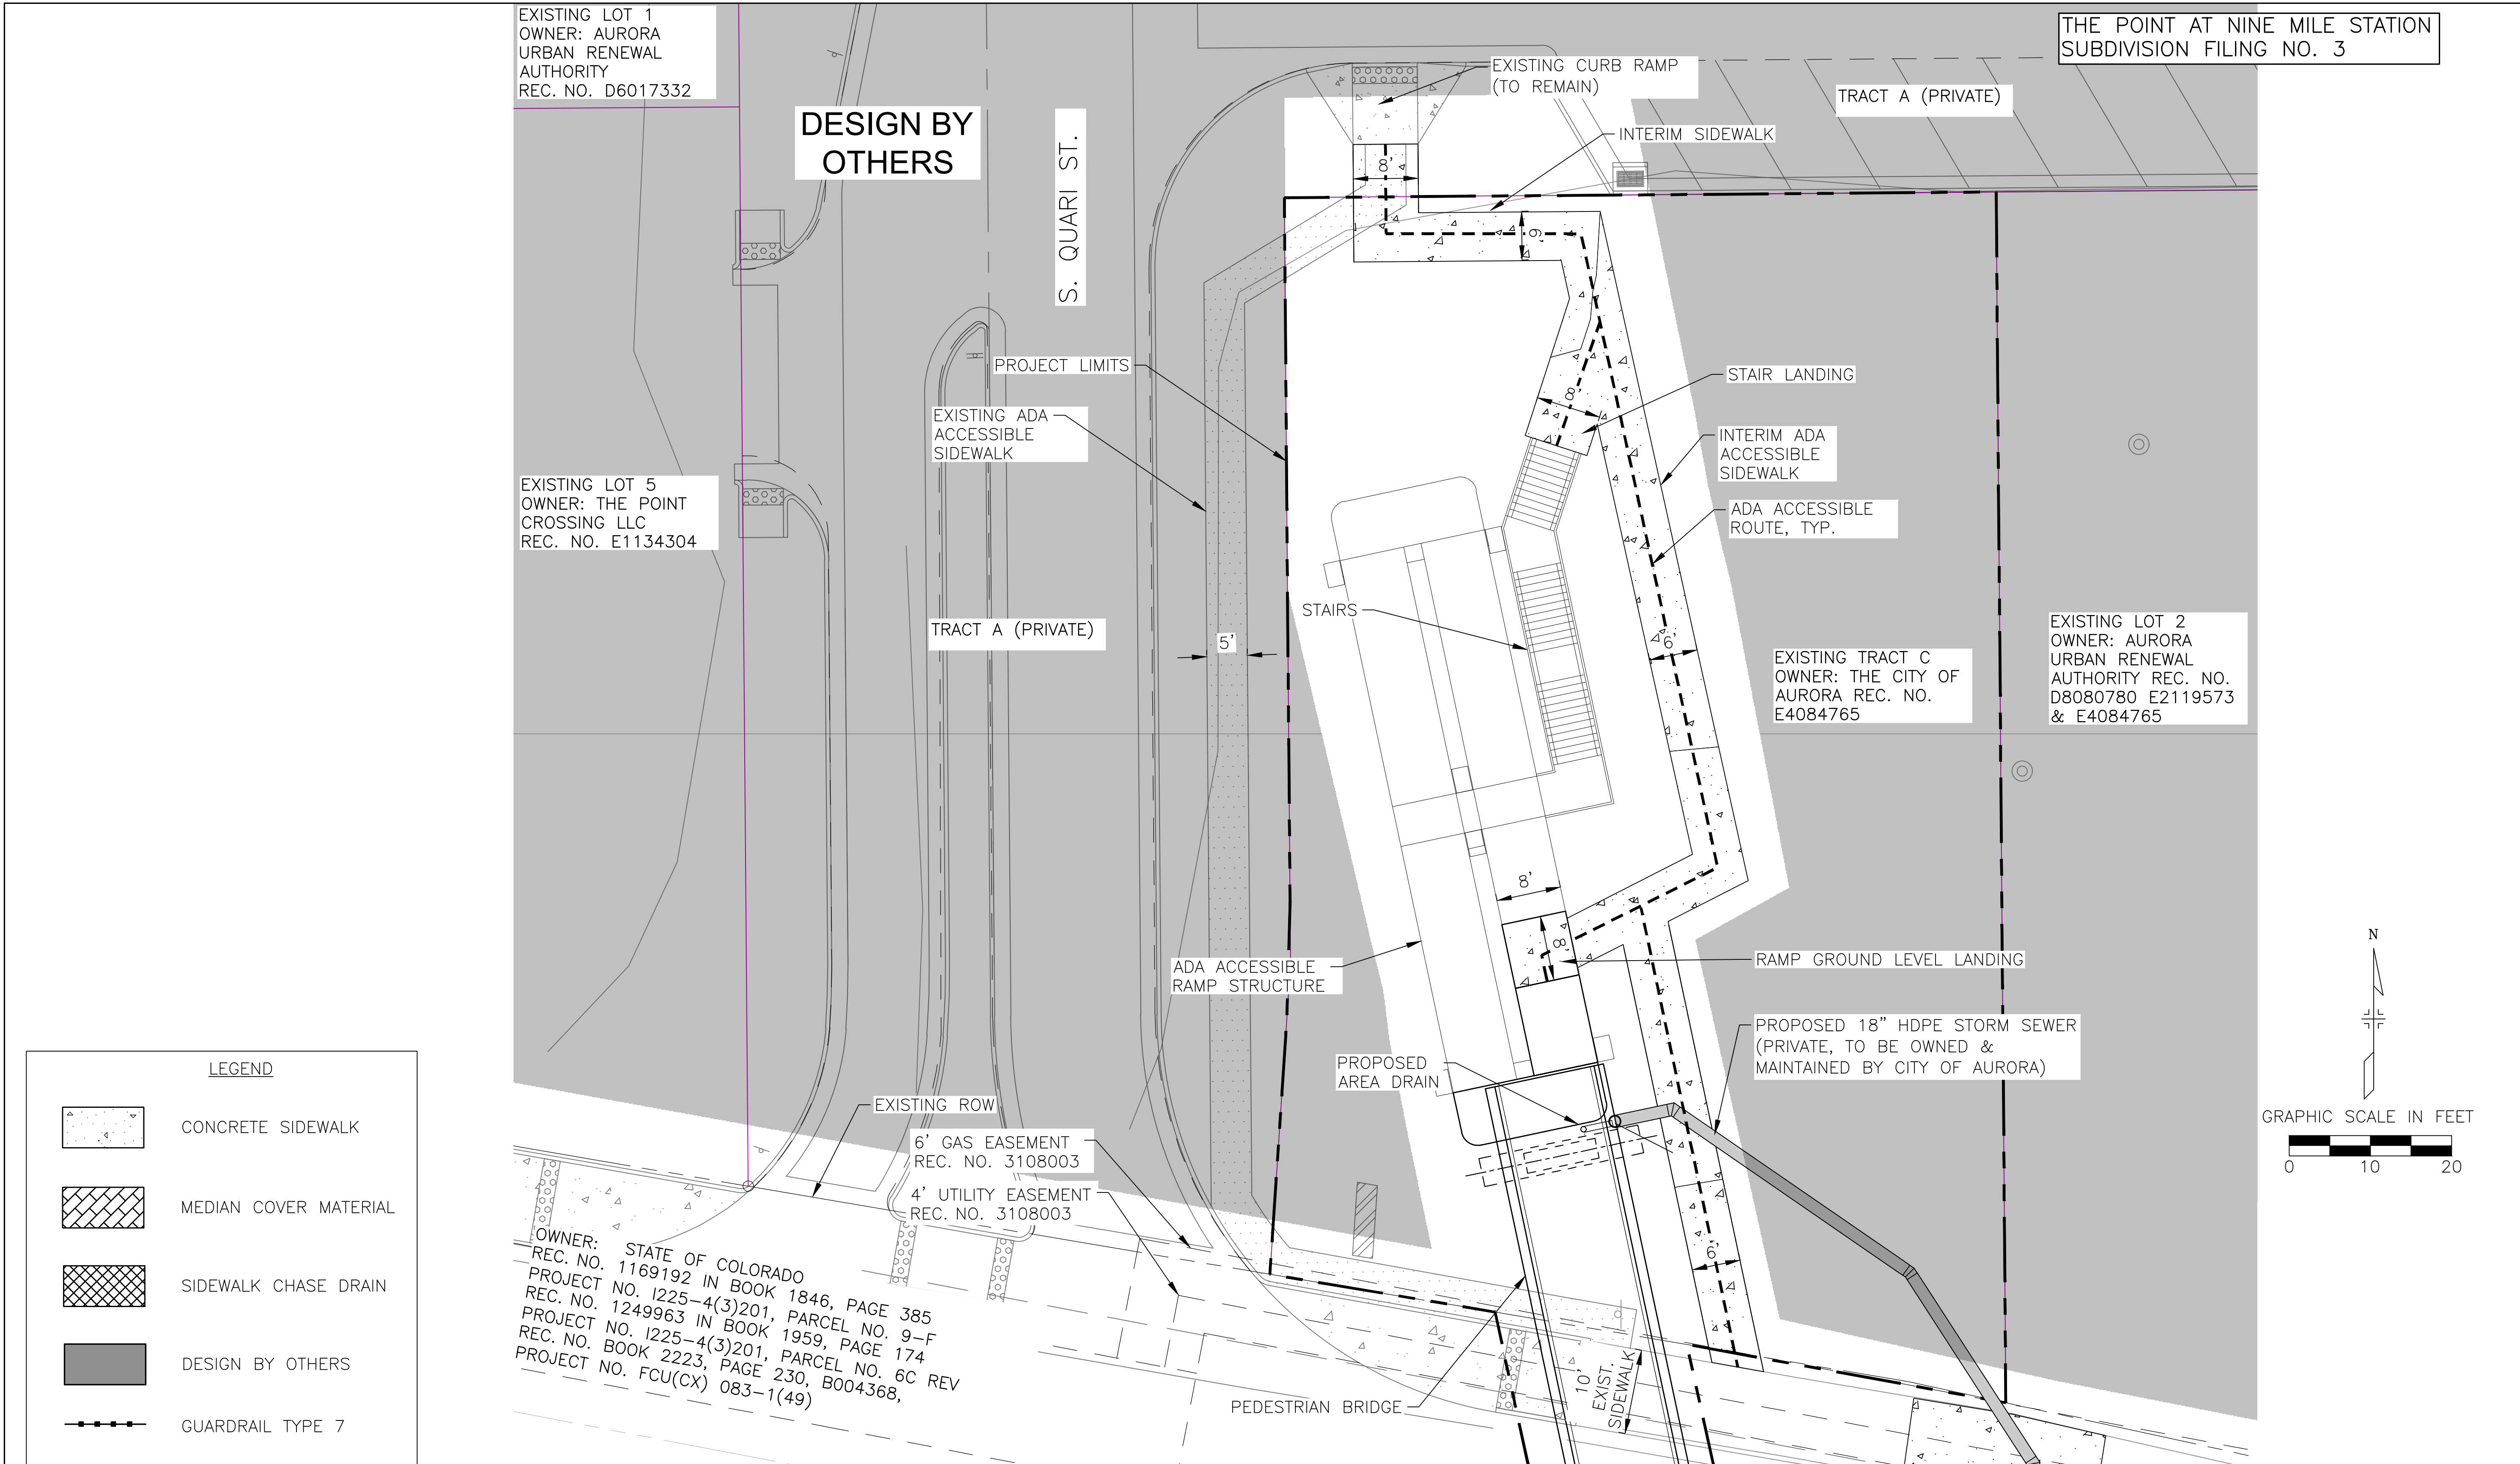 EXISTING LOT 1
OWNER: AURORA
URBAN RENEWAL
AUTHORITY
REC. NO. D6017332
THE POINT AT NINE MILE STATION
SUBDIVISION FILING NO. 3
DESIGN BY
OTHERS
S. QUARI ST.
EXISTING CURB RAMP
(TO REMAIN)
TRACT A (PRIVATE)
INTERIM SIDEWALK
8'
6'
PROJECT LIMITS
STAIR LANDING
8'
EXISTING ADA
ACCESSIBLE
SIDEWALK
INTERIM ADA
ACCESSIBLE
SIDEWALK
EXISTING LOT 5
OWNER: THE POINT
CROSSING LLC
REC. NO. E1134304
ADA ACCESSIBLE
ROUTE, TYP.
STAIRS
TRACT A (PRIVATE)
5'
6'
EXISTING TRACT C
OWNER: THE CITY OF
AURORA REC. NO.
E4084765
EXISTING LOT 2
OWNER: AURORA
URBAN RENEWAL
AUTHORITY REC. NO.
D8080780 E2119573
& E4084765
8'
8'
ADA ACCESSIBLE
RAMP STRUCTURE
RAMP GROUND LEVEL LANDING
PROPOSED 18" HDPE STORM SEWER
(PRIVATE, TO BE OWNED &
MAINTAINED BY CITY OF AURORA)
PROPOSED
AREA DRAIN
EXISTING ROW
6' GAS EASEMENT
REC. NO. 3108003
4' UTILITY EASEMENT
REC. NO. 3108003
OWNER: STATE OF COLORADO
REC. NO. 1169192 IN BOOK 1846, PAGE 385
PROJECT NO. I225-4(3)201, PARCEL NO. 9-F
REC. NO. 1249963 IN BOOK 1959, PAGE 174
PROJECT NO. I225-4(3)201, PARCEL NO. 6C REV
REC. NO. BOOK 2223, PAGE 230, B004368,
PROJECT NO. FCU(CX) 083-1(49)
6'
10'
EXIST.
SIDEWALK
PEDESTRIAN BRIDGE
N
GRAPHIC SCALE IN FEET
0 10 20
LEGEND
CONCRETE SIDEWALK
MEDIAN COVER MATERIAL
SIDEWALK CHASE DRAIN
DESIGN BY OTHERS
GUARDRAIL TYPE 7